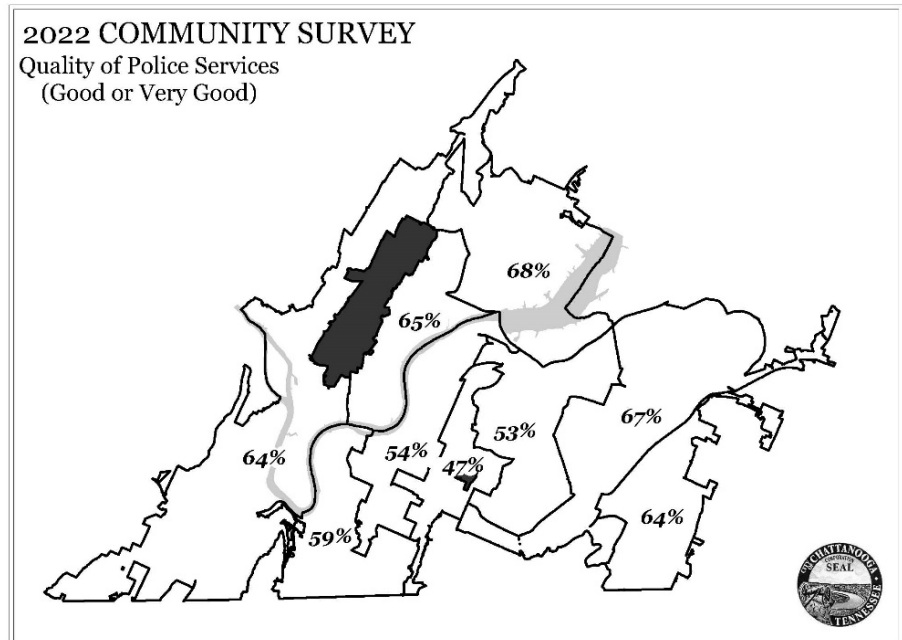 2022 COMMUNITY SURVEY
Quality of Police Services
(Good or Very Good)
68%
65%
67%
53%
54%
64%
47%
64%
59%
CHATTANOOGA
CORPORATION
SEAL
TENNESSEE